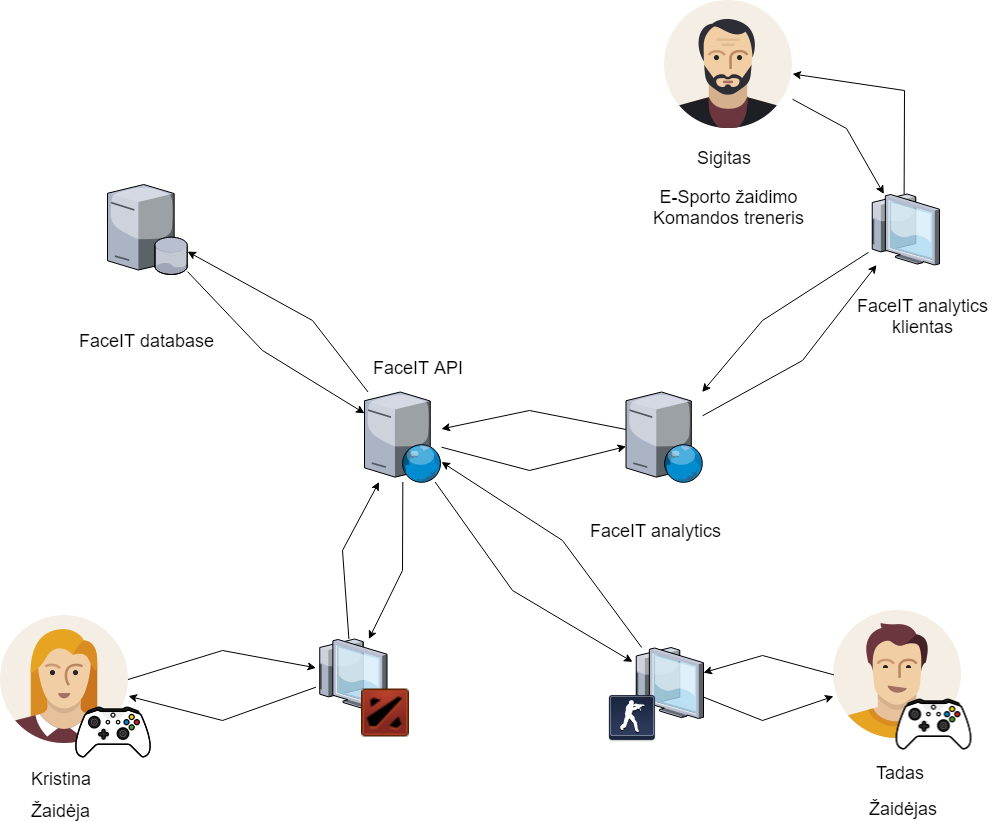 Sigitas
E-Sporto žaidimo
Komandos treneris
FaceIT analytics
klientas
FaceIT database
FaceIT API
FaceIT analytics
Kristina
Žaidėja
Tadas
Žaidėjas